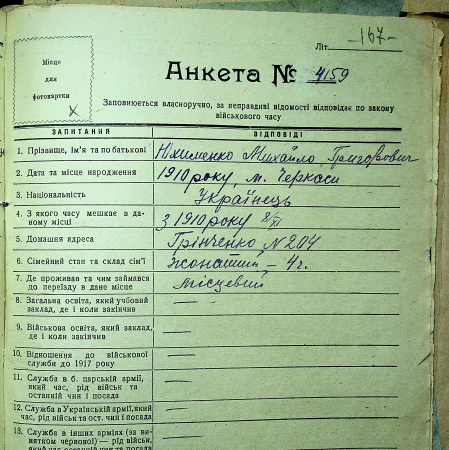 -167-
Літ.
Місце
для
фотокартки
Анкета № 4159
Заповнюється власноручно, за неправдиві відомості відповідає по закону
військового часу
ЗАПИТАННЯ
ВІДПОВІДІ
1. Прізвище, ім'я та по батькові
Юхименко Михайло Григорович
2. Дата та місце народження
1910 року, м. Черкаси
3. Національність
Українець
4. З якого часу мешкає в да-
ному місці
З 1910 року
5. Домашня адреса
Грінченко № 204
6. Сімейний стан та склад сім'ї
жонатий, – 4 г.
7. Де проживав та чим займався
до переїзду в дане місце
місцевий
8. Загальна освіта, який учбовий
заклад, де і коли закінчив
—
9. Військова освіта, який заклад,
де і коли закінчив
—
10. Відношення до військової
служби до 1917 року
—
11. Служба в б. царській армії,
який час, рід військ та
останній чин і посада
—
12. Служба в Українській армії, який
час, рід військ та ост. чин і посада
—
13. Служба в інших арміях (за ви-
нятком червоної) — рід військ,